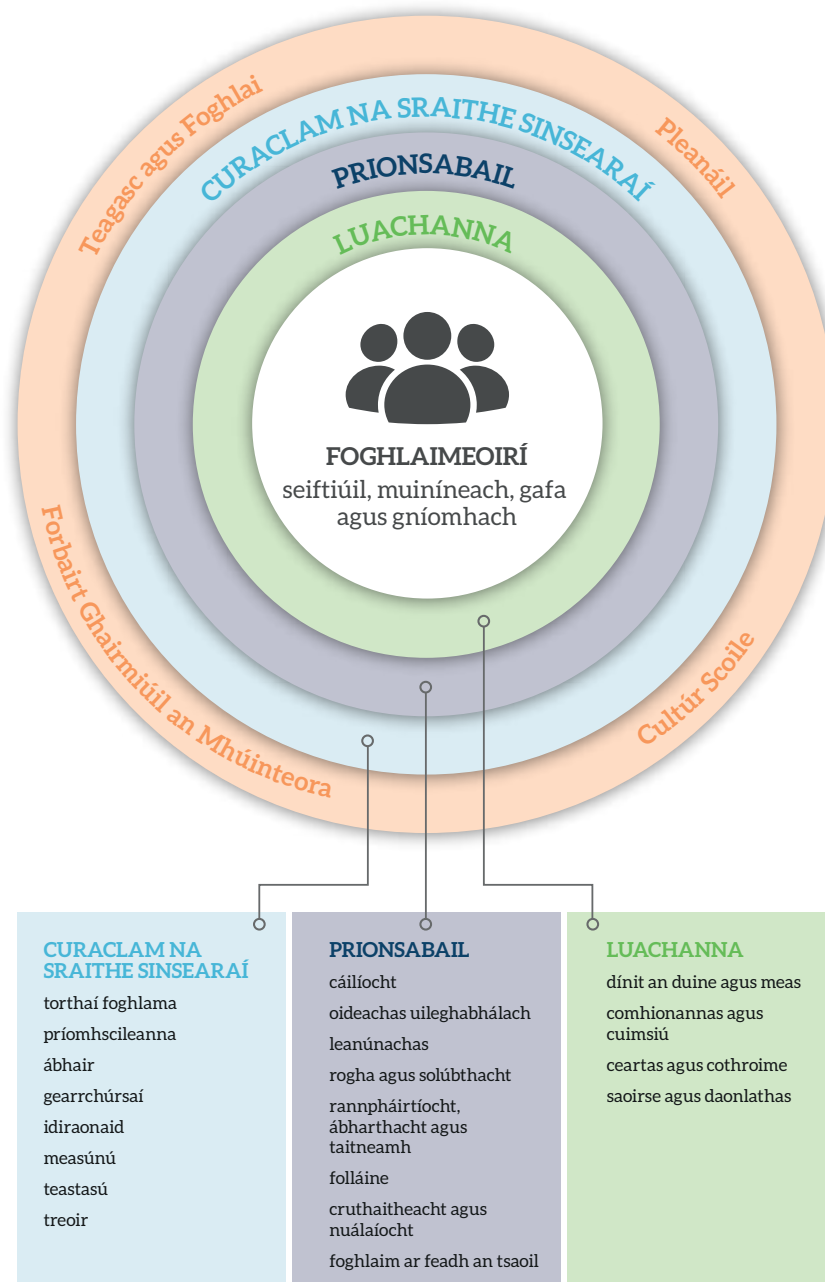 Teagasc agus Foghlai
Pleanáil
CURACLAM NA SRAITHE SINSEARAÍ
PRIONSABAIL
LUACHANNA
FOGHLAIMEOIRÍ
seiftiúil, muiníneach, gafa
agus gníomhach
Forbairt Ghairmiúil an Mhúinteora
Cultúr Scoile
CURACLAM NA
SRAITHE SINSEARAÍ
torthaí foghlama
príomhscileanna
ábhair
gearrchúrsaí
idiraonaid
measúnú
teastasú
treoir
PRIONSABAIL
cáilíocht
oideachas uileghabhálach
leanúnachas
rogha agus solúbthacht
rannpháirtíocht,
ábharthacht agus
taitneamh
folláine
cruthaitheacht agus
nuálaíocht
foghlaim ar feadh an tsaoil
LUACHANNA
dínit an duine agus meas
comhionannas agus
cuimsiú
ceartas agus cothroime
saoirse agus daonlathas